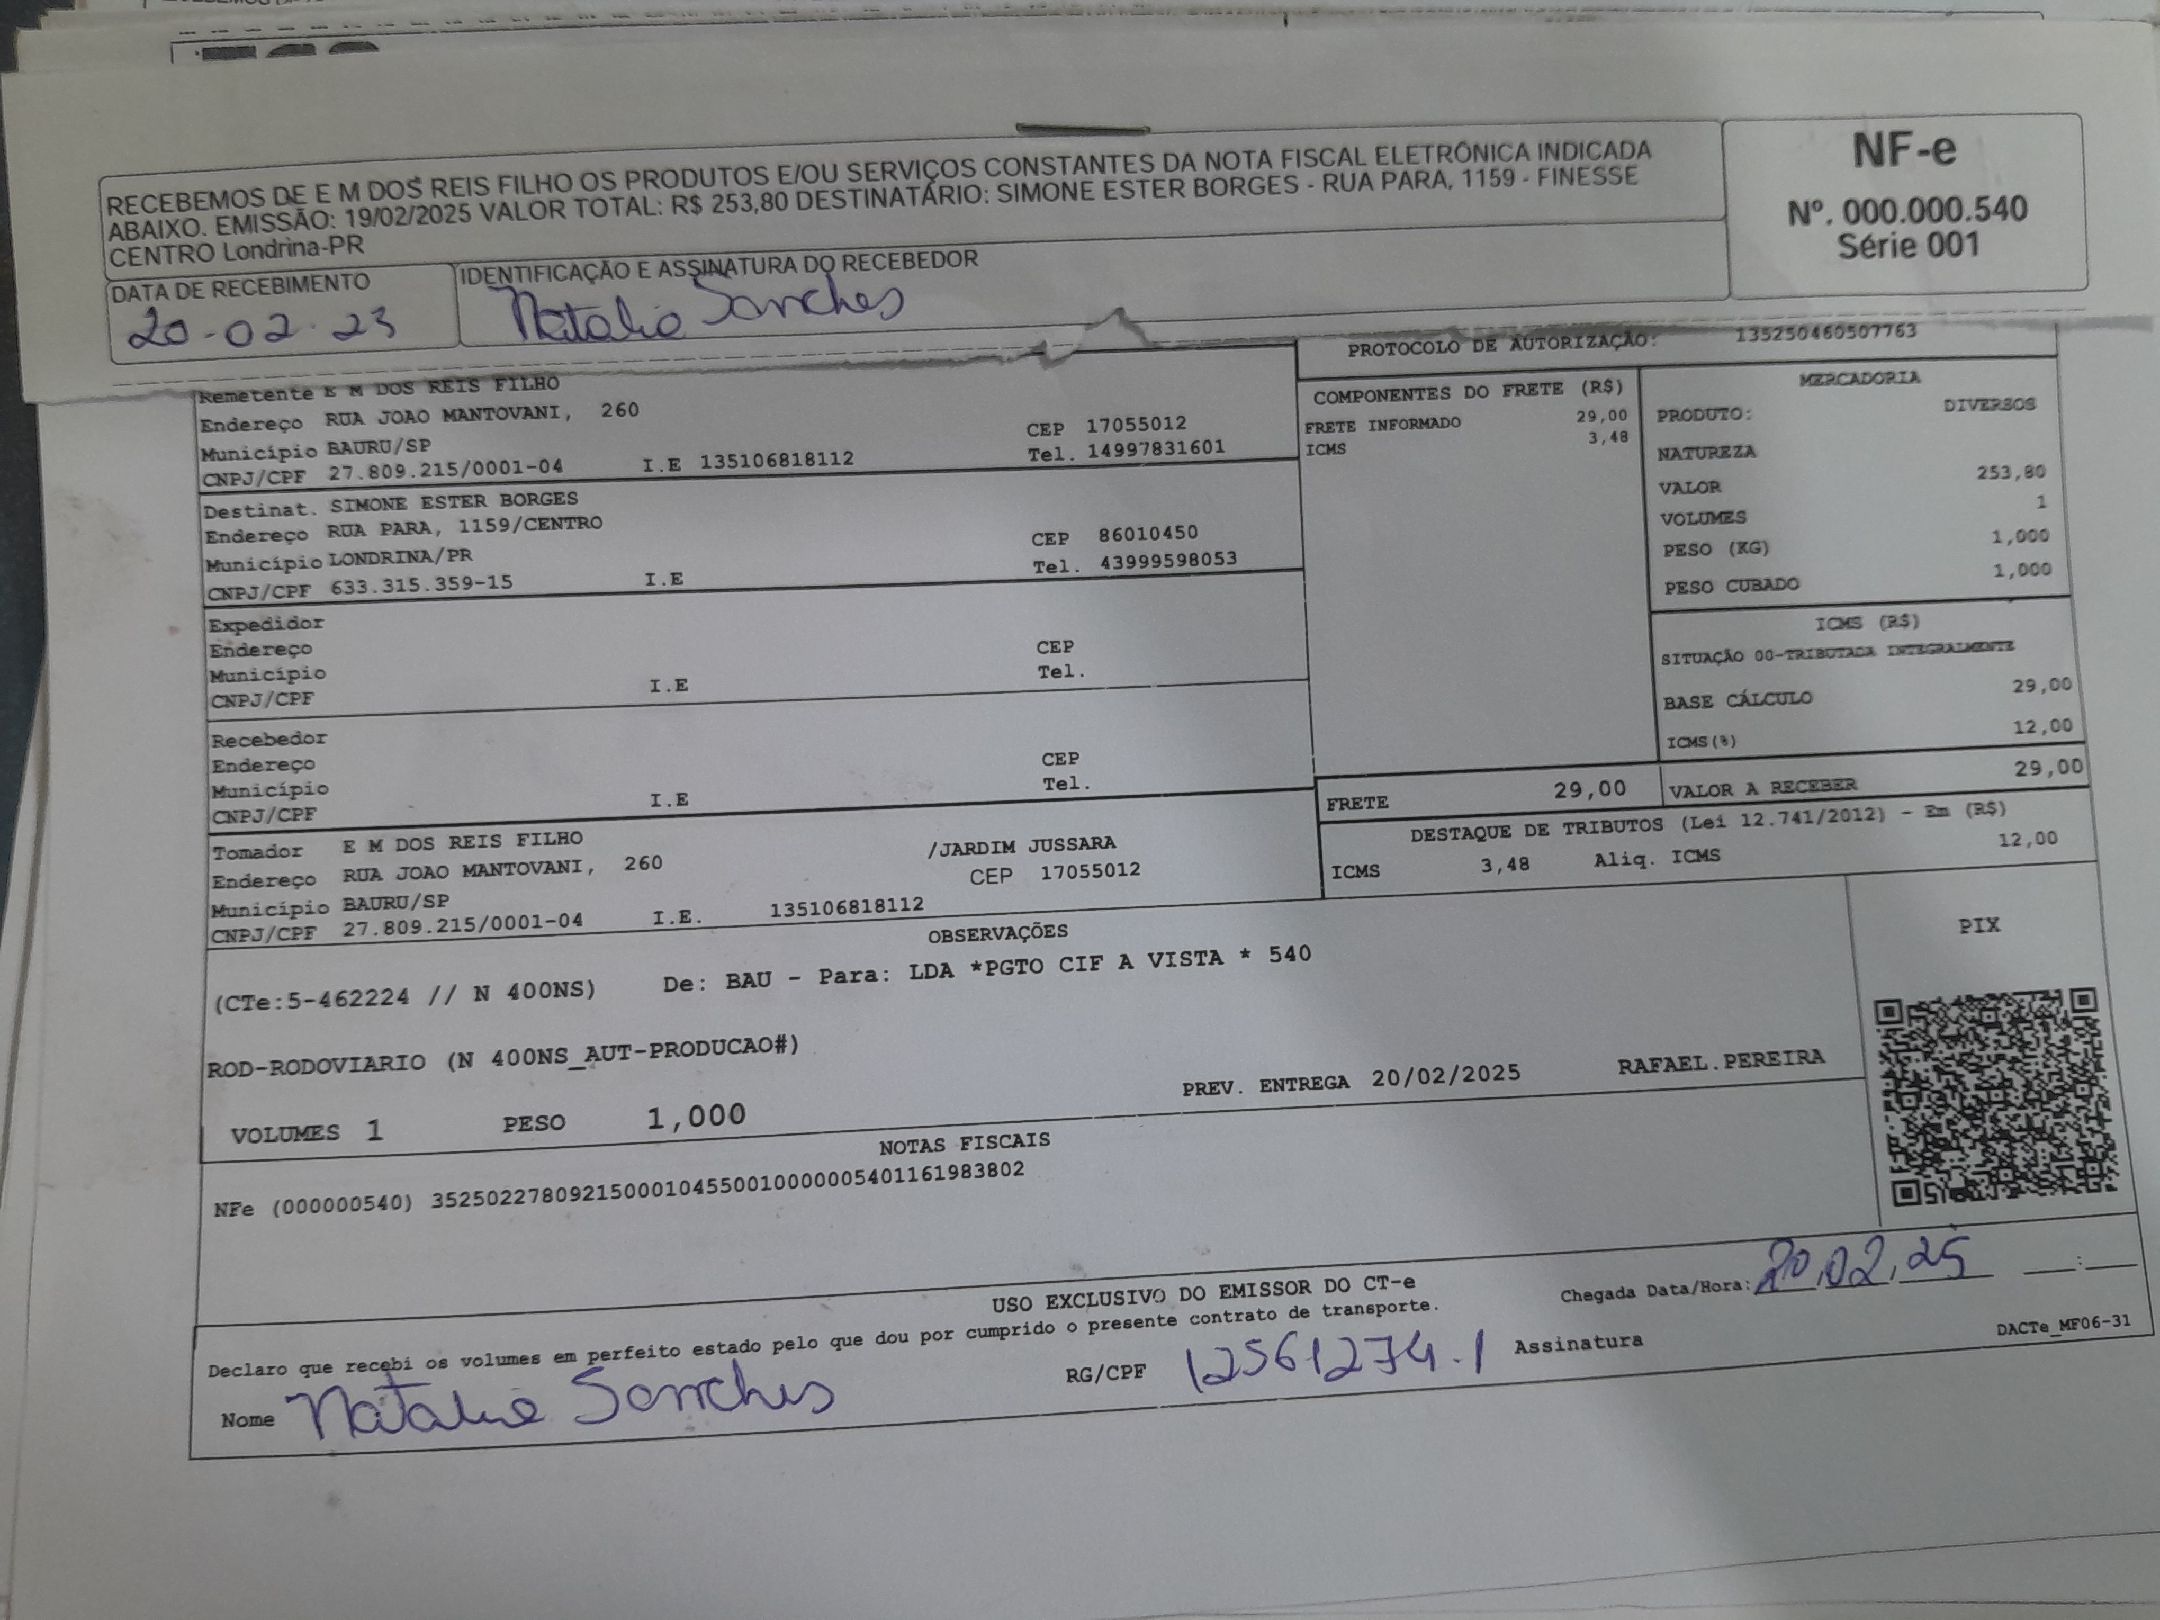 RECEBEMOS DE E M DOS REIS FILHO OS PRODUTOS E/OU SERVIÇOS CONSTANTES DA NOTA FISCAL ELETRÔNICA INDICADA
ABAIXO. EMISSÃO: 19/02/2025 VALOR TOTAL: R$ 253,80 DESTINATÁRIO: SIMONE ESTER BORGES - RUA PARA, 1159 - FINESSE
CENTRO Londrina-PR
NF-e
Nº. 000.000.540
Série 001
DATA DE RECEBIMENTO
20-02-23
IDENTIFICAÇÃO E ASSINATURA DO RECEBEDOR
Natalia Sanches
PROTOCOLO DE AUTORIZAÇÃO: 135250460507763
Remetente E M DOS REIS FILHO
Endereço RUA JOAO MANTOVANI, 260
Município BAURU/SP CEP 17055012
CNPJ/CPF 27.809.215/0001-04 I.E 135106818112 Tel. 14997831601
Destinat. SIMONE ESTER BORGES
Endereço RUA PARA, 1159/CENTRO
Município LONDRINA/PR CEP 86010450
CNPJ/CPF 633.315.359-15 I.E Tel. 43999598053
Expedidor
Endereço CEP
Município Tel.
CNPJ/CPF I.E
Recebedor
Endereço CEP
Município Tel.
CNPJ/CPF I.E
Tomador E M DOS REIS FILHO /JARDIM JUSSARA
Endereço RUA JOAO MANTOVANI, 260 CEP 17055012
Município BAURU/SP
CNPJ/CPF 27.809.215/0001-04 I.E. 135106818112
COMPONENTES DO FRETE (R$)
FRETE INFORMADO 29,00
ICMS 3,48
MERCADORIA
PRODUTO: DIVERSOS
NATUREZA
VALOR 253,80
VOLUMES 1
PESO (KG) 1,000
PESO CUBADO 1,000
ICMS (R$)
SITUAÇÃO 00-TRIBUTADA INTEGRALMENTE
BASE CÁLCULO 29,00
ICMS(%) 12,00
FRETE 29,00 VALOR A RECEBER 29,00
DESTAQUE DE TRIBUTOS (Lei 12.741/2012) - Em (R$)
ICMS 3,48 Aliq. ICMS 12,00
OBSERVAÇÕES
(CTe:5-462224 // N 400NS) De: BAU - Para: LDA *PGTO CIF A VISTA * 540
ROD-RODOVIARIO (N 400NS_AUT-PRODUCAO#)
PREV. ENTREGA 20/02/2025 RAFAEL.PEREIRA
VOLUMES 1 PESO 1,000
PIX
NOTAS FISCAIS
NFe (000000540) 35250227809215000104550010000005401161983802
USO EXCLUSIVO DO EMISSOR DO CT-e
Declaro que recebi os volumes em perfeito estado pelo que dou por cumprido o presente contrato de transporte.
Chegada Data/Hora: 20.02.25 :
Nome Natalia Sanches RG/CPF 12561274.1 Assinatura
DACTe_MF06-31